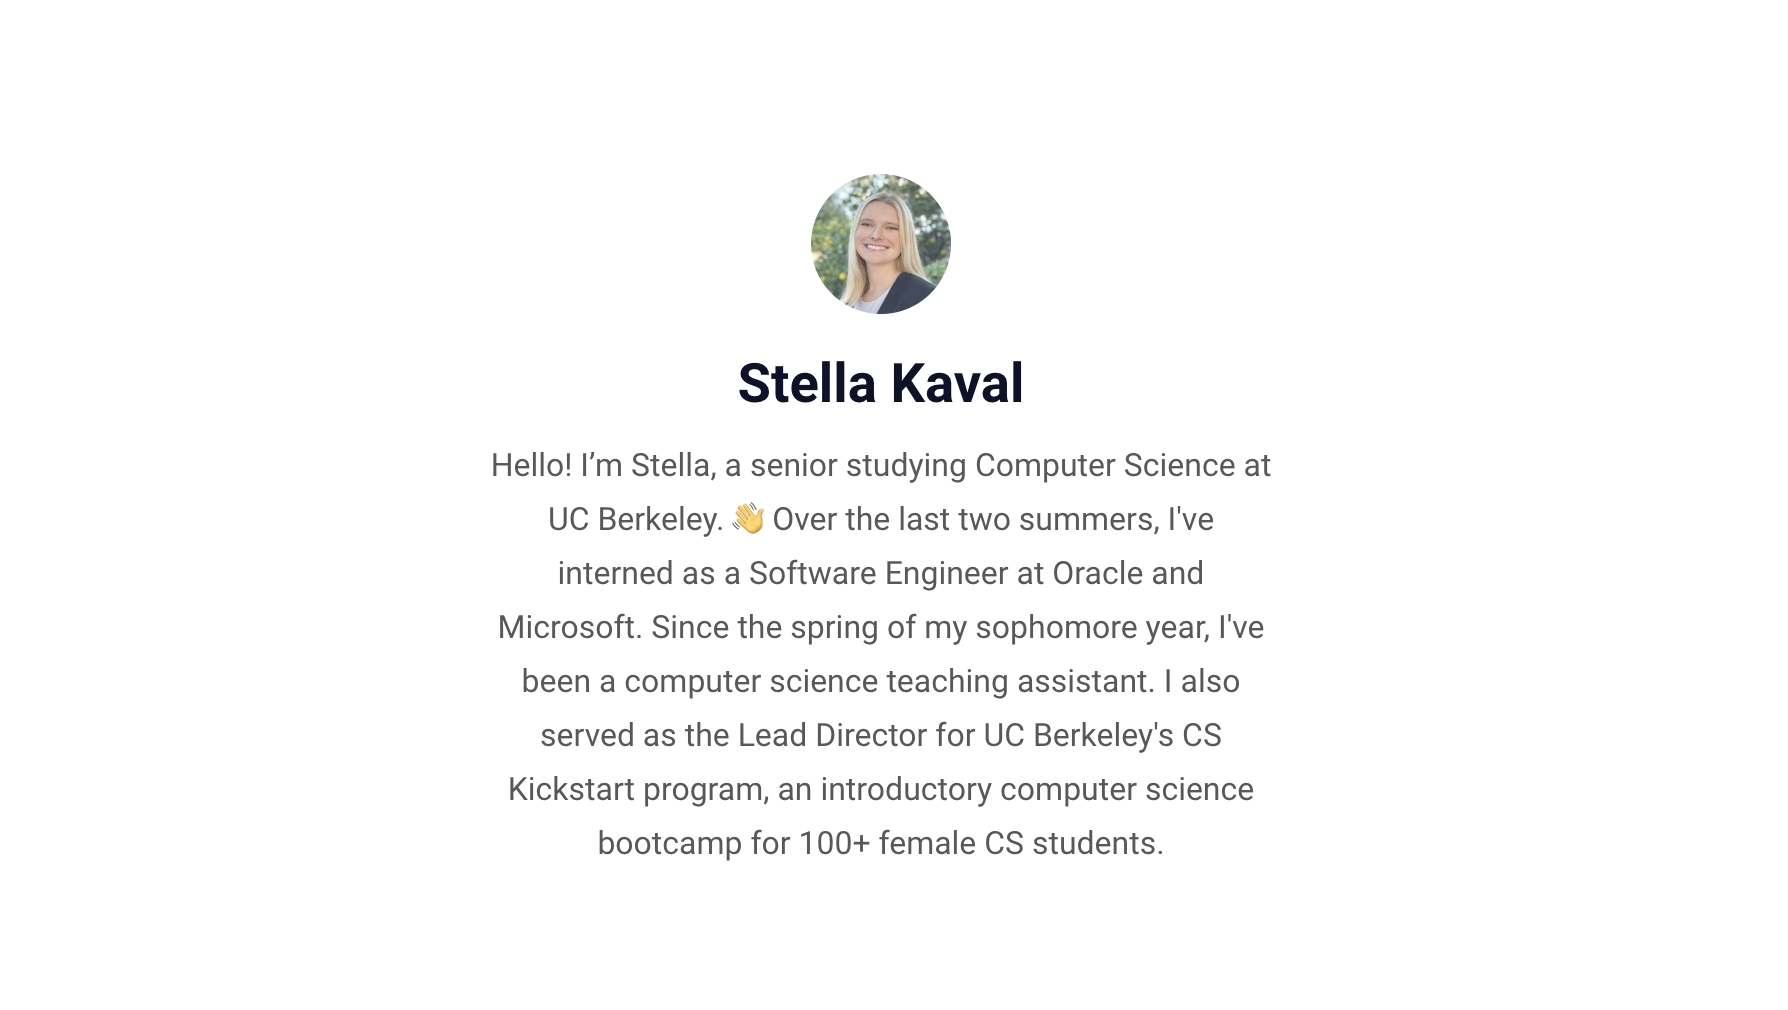 Stella Kaval
Hello! I’m Stella, a senior studying Computer Science at
UC Berkeley. 👋 Over the last two summers, I've
interned as a Software Engineer at Oracle and
Microsoft. Since the spring of my sophomore year, I've
been a computer science teaching assistant. I also
served as the Lead Director for UC Berkeley's CS
Kickstart program, an introductory computer science
bootcamp for 100+ female CS students.